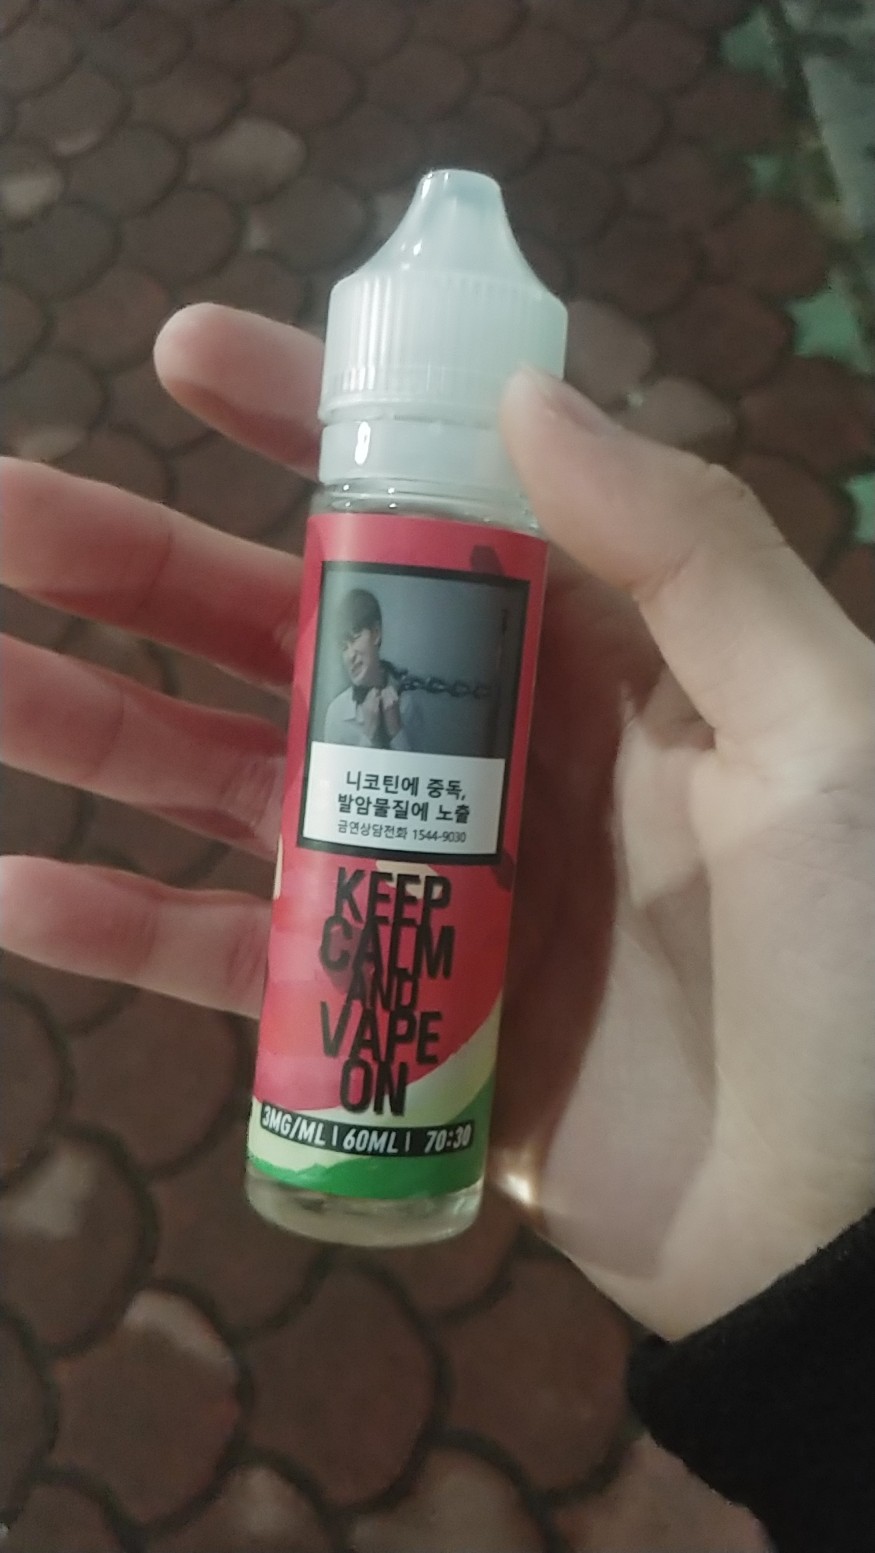 니코틴에 중독,
발암물질에 노출
금연상담전화 1544-9030
KEEP
CALM
AND
VAPE
ON
3MG/ML | 60ML | 70:30